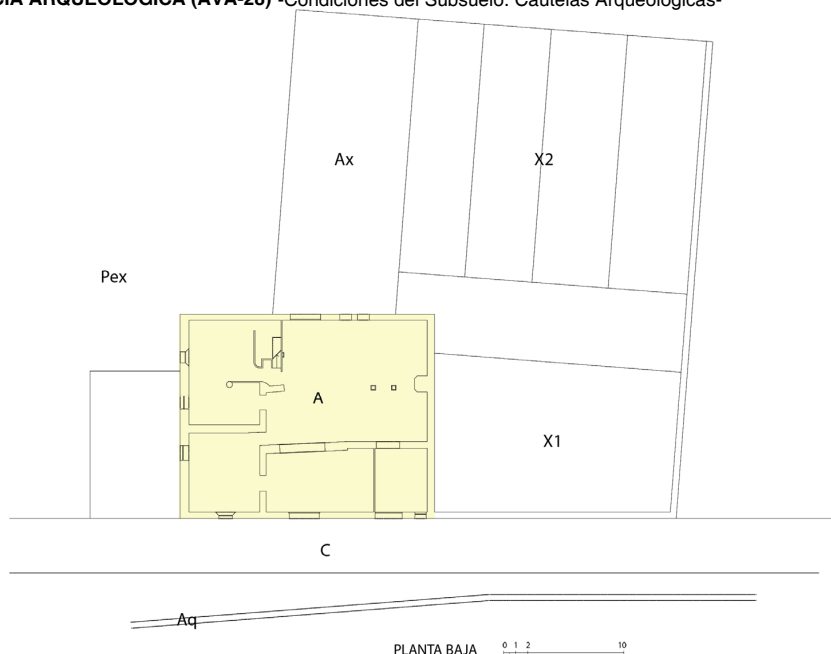 ARQUEOLÓGICA (AVA-28) -Condiciones del Subsuelo. Cautelas Arqueológicas-
Ax
X2
Pex
A
X1
C
Aq
PLANTA BAJA
0 1 2 10